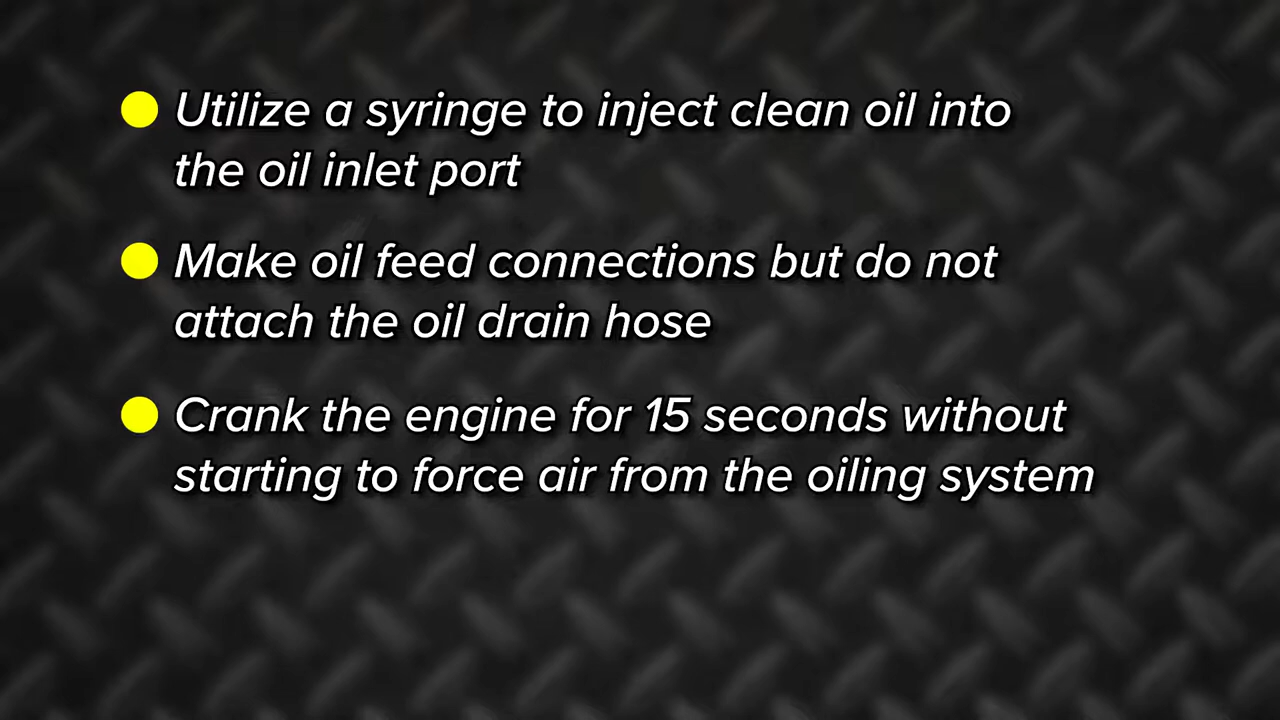 Utilize a syringe to inject clean oil into
the oil inlet port
Make oil feed connections but do not
attach the oil drain hose
Crank the engine for 15 seconds without
starting to force air from the oiling system